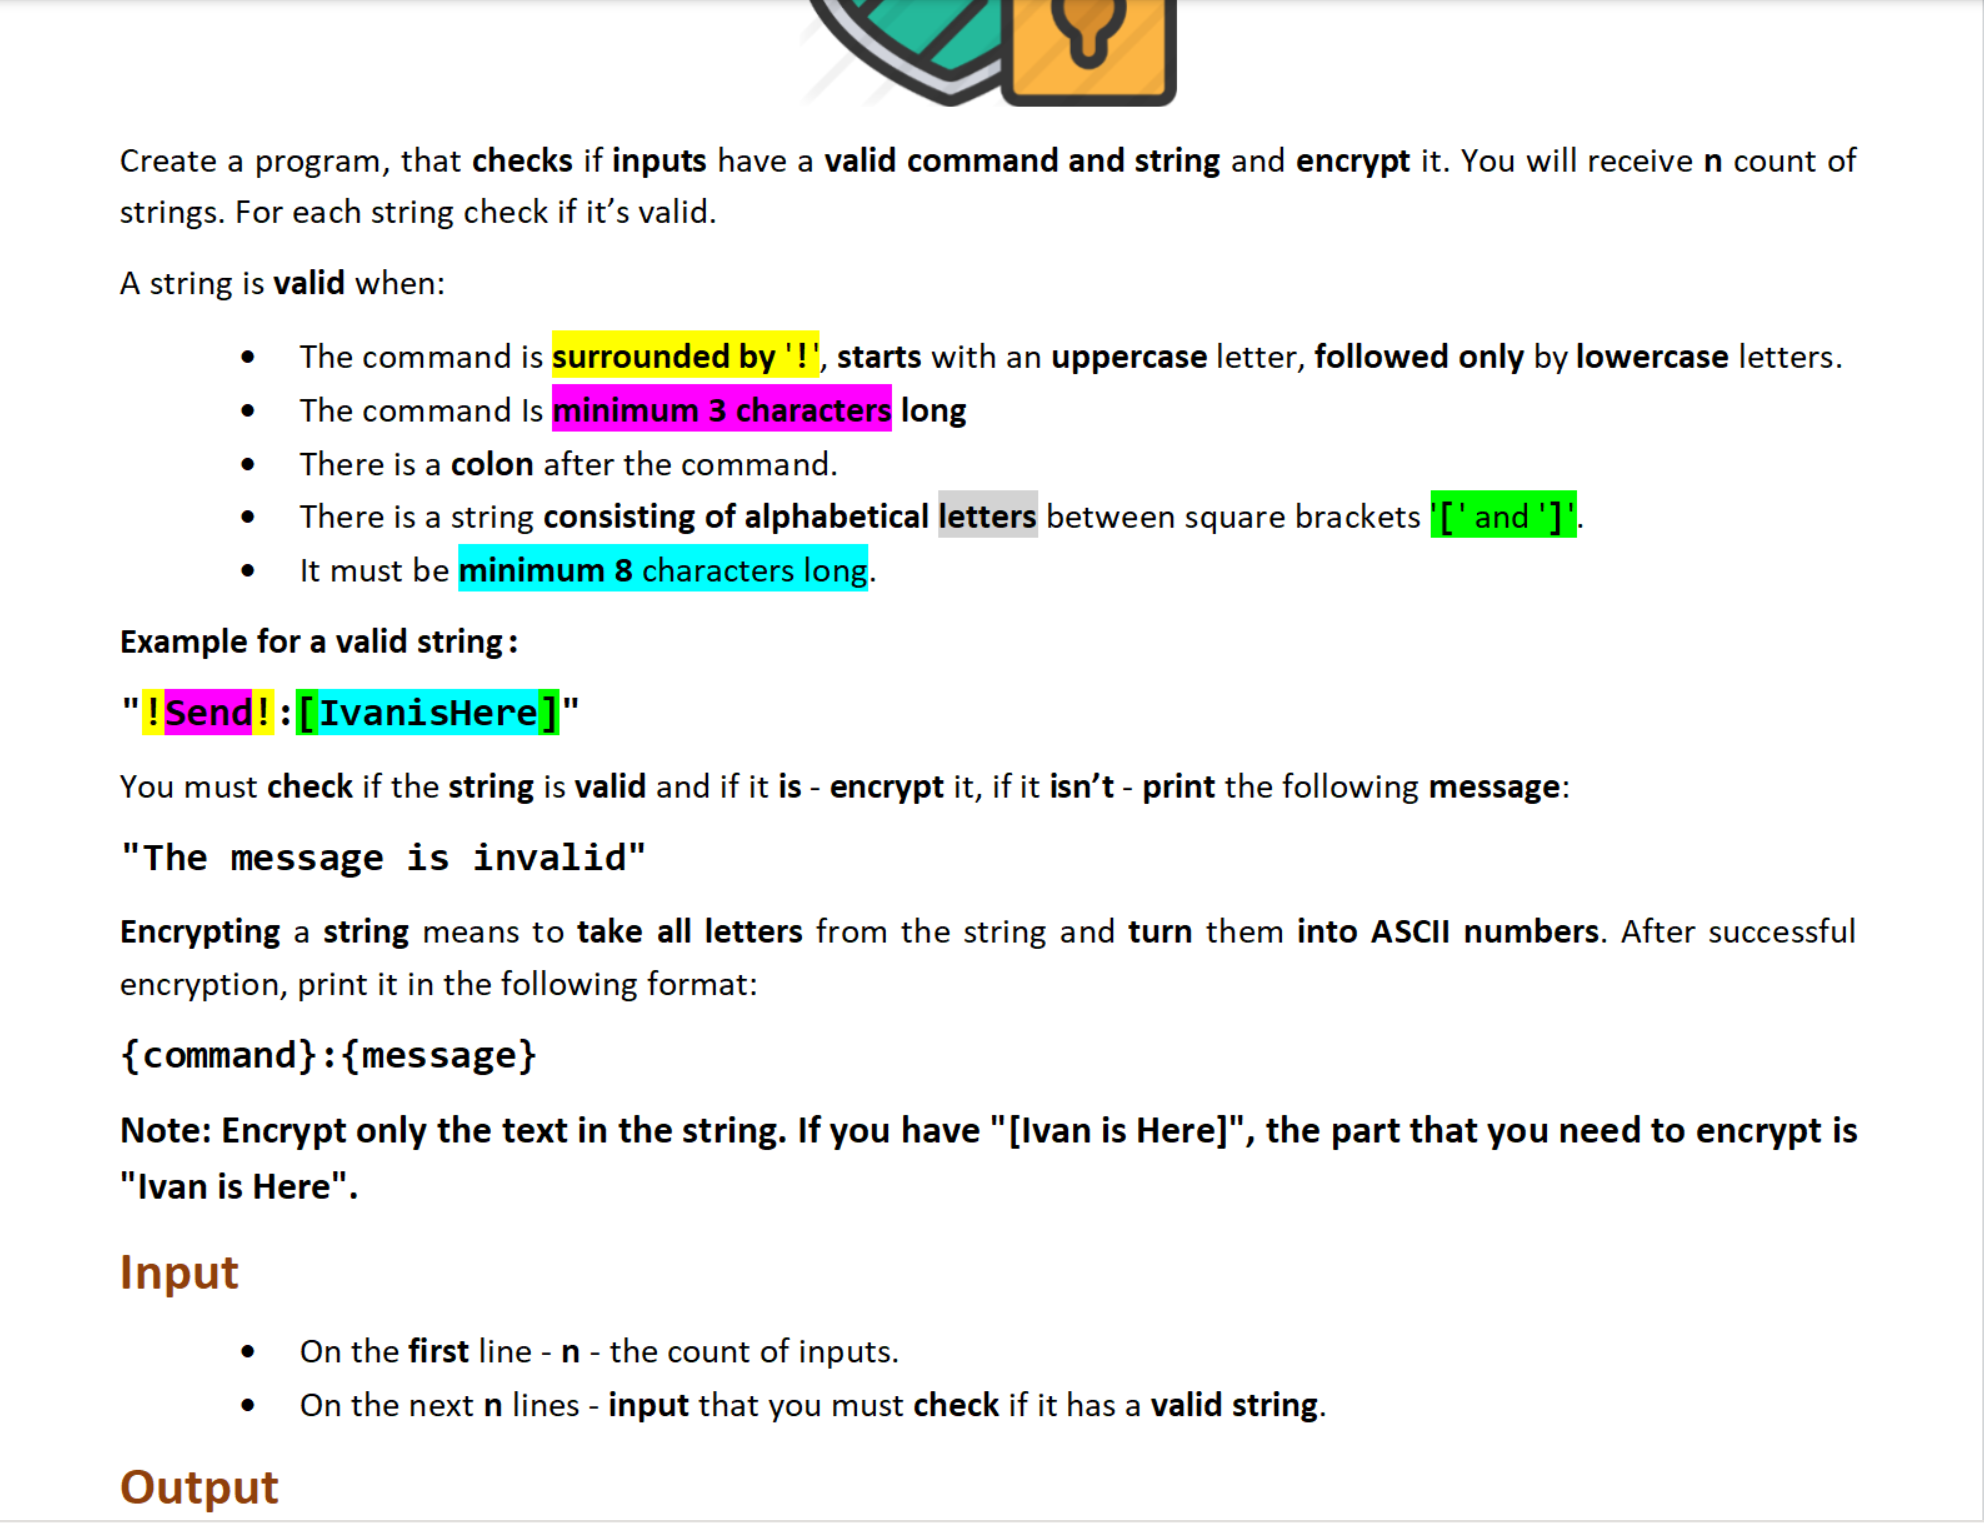 Create a program, that checks if inputs have a valid command and string and encrypt it. You will receive n count of
strings. For each string check if it’s valid.
A string is valid when:
• The command is surrounded by '!', starts with an uppercase letter, followed only by lowercase letters.
• The command Is minimum 3 characters long
• There is a colon after the command.
• There is a string consisting of alphabetical letters between square brackets '[' and ']'.
• It must be minimum 8 characters long.
Example for a valid string:
"!Send!:[IvanisHere]"
You must check if the string is valid and if it is - encrypt it, if it isn’t - print the following message:
"The message is invalid"
Encrypting a string means to take all letters from the string and turn them into ASCII numbers. After successful
encryption, print it in the following format:
{command}:{message}
Note: Encrypt only the text in the string. If you have "[Ivan is Here]", the part that you need to encrypt is
"Ivan is Here".
Input
• On the first line - n - the count of inputs.
• On the next n lines - input that you must check if it has a valid string.
Output